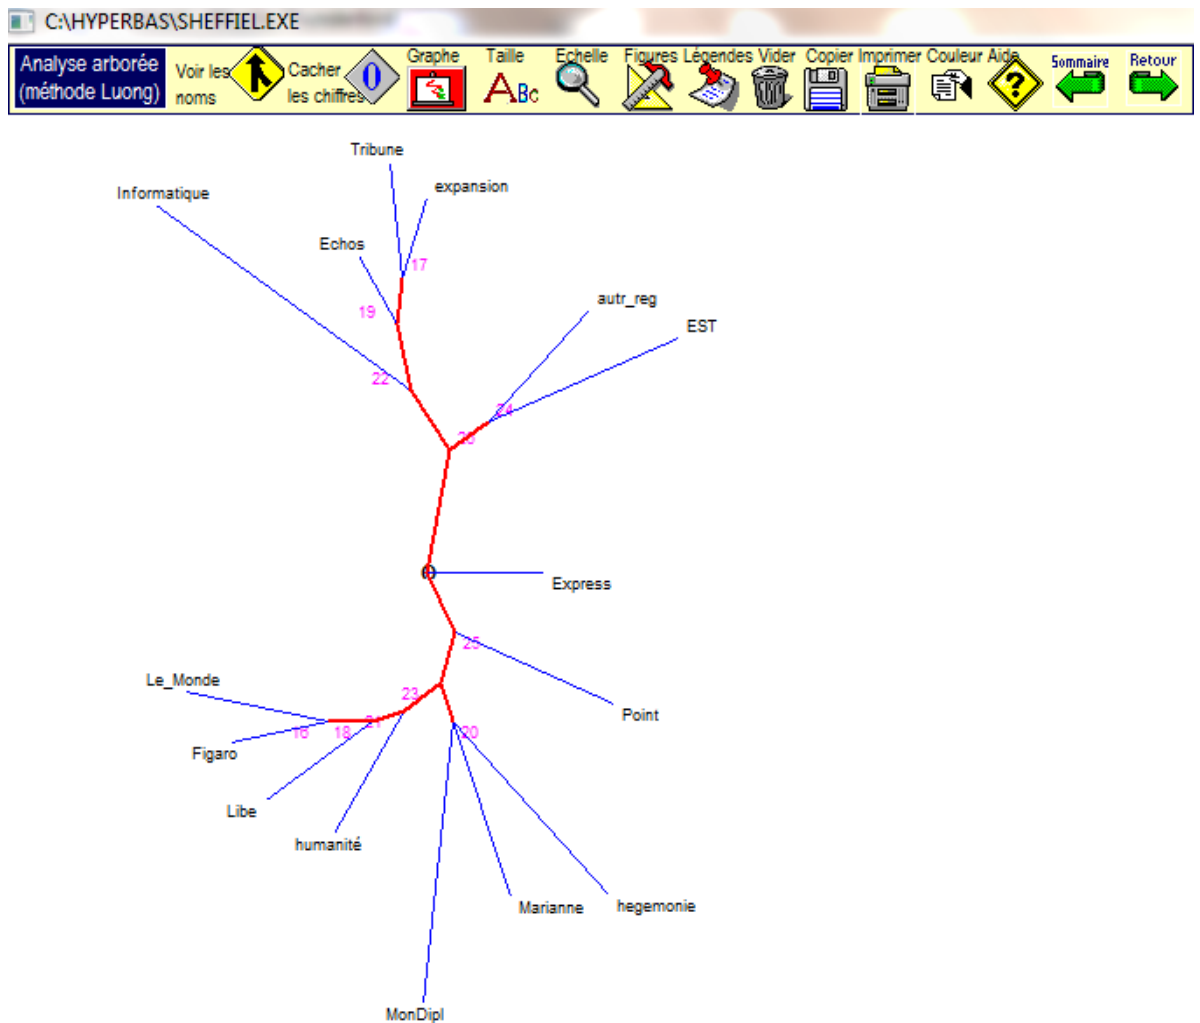 C:\HYPERBAS\SHEFFIEL.EXE
Analyse arborée
(méthode Luong)
Voir les
noms
Cacher
les chiffres
0
Graphe
Taille
ABc
Echelle
Figures
Légendes
Vider
Copier
Imprimer
Couleur
Aide
?
Sommaire
Retour
Tribune
Informatique
expansion
Echos
17
autr_reg
19
EST
22
24
Express
25
Le_Monde
23
Point
16
18
21
20
Figaro
Libe
humanité
Marianne
hegemonie
MonDipl